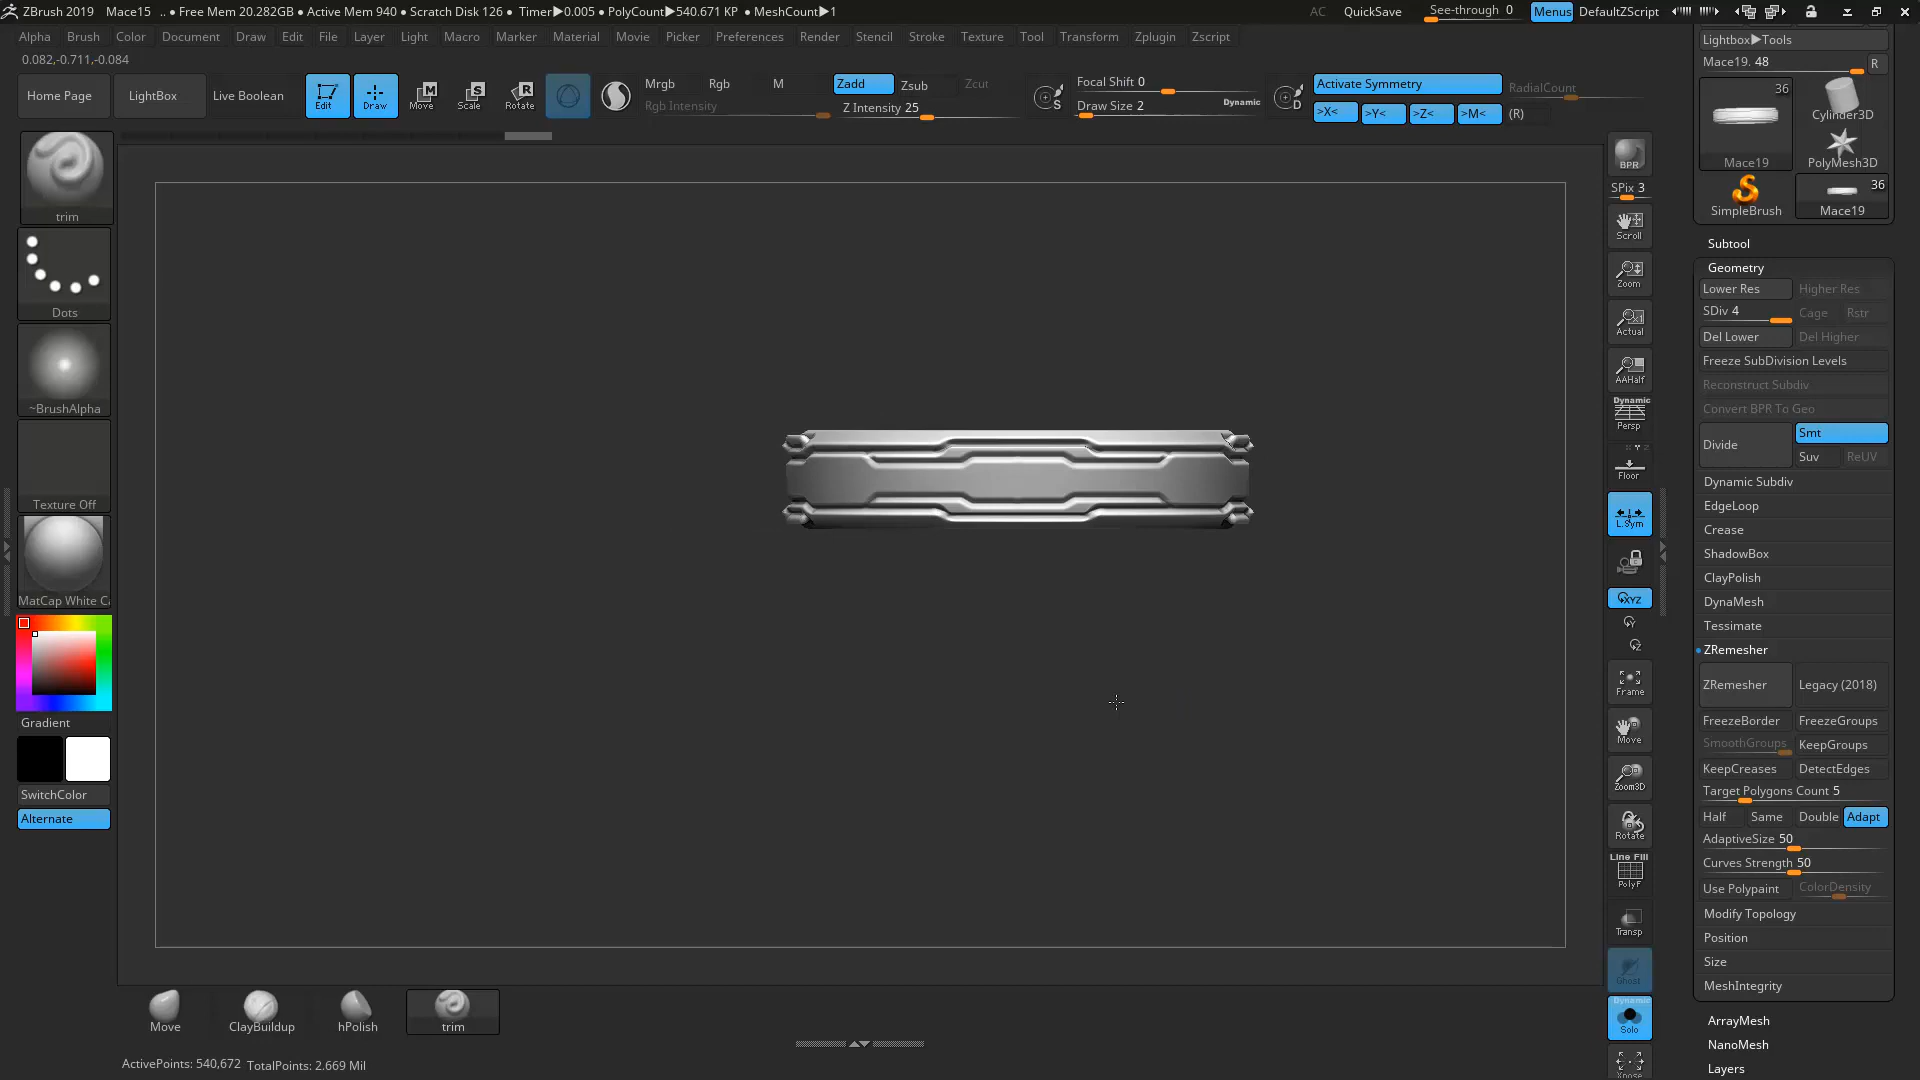 ZBrush 2019 Mace15 .. • Free Mem 20.282GB • Active Mem 940 • Scratch Disk 126 • Timer▶0.005 • PolyCount▶540.671 KP • MeshCount▶1 AC QuickSave See-through 0 Menus DefaultZScript
Alpha Brush Color Document Draw Edit File Layer Light Macro Marker Material Movie Picker Preferences Render Stencil Stroke Texture Tool Transform Zplugin Zscript
0.082,-0.711,-0.084
Home Page LightBox Live Boolean Edit Draw Move Scale Rotate
Mrgb Rgb M
Rgb Intensity
Zadd Zsub Zcut
Z Intensity 25
S
Focal Shift 0
Draw Size 2 Dynamic
D
Activate Symmetry RadialCount
>X< >Y< >Z< >M< (R)
trim
Dots
~BrushAlpha
Texture Off
MatCap White C
Gradient
SwitchColor
Alternate
BPR
SPix 3
Scroll
Zoom
Actual
AAHalf
Dynamic
Persp
Floor
L.Sym
XYZ
Frame
Move
Zoom3D
Rotate
Line Fill
PolyF
Transp
Ghost
Dynamic
Solo
Xpose
Lightbox▶Tools
Mace19. 48 R
36
Mace19
Cylinder3D
PolyMesh3D
SimpleBrush
36
Mace19
Subtool
Geometry
Lower Res Higher Res
SDiv 4 Cage Rstr
Del Lower Del Higher
Freeze SubDivision Levels
Reconstruct Subdiv
Convert BPR To Geo
Divide Smt
Suv ReUV
Dynamic Subdiv
EdgeLoop
Crease
ShadowBox
ClayPolish
DynaMesh
Tessimate
ZRemesher
ZRemesher Legacy (2018)
FreezeBorder FreezeGroups
SmoothGroups KeepGroups
KeepCreases DetectEdges
Target Polygons Count 5
Half Same Double Adapt
AdaptiveSize 50
Curves Strength 50
Use Polypaint ColorDensity
Modify Topology
Position
Size
MeshIntegrity
ArrayMesh
NanoMesh
Layers
Move ClayBuildup hPolish trim
ActivePoints: 540,672 TotalPoints: 2.669 Mil